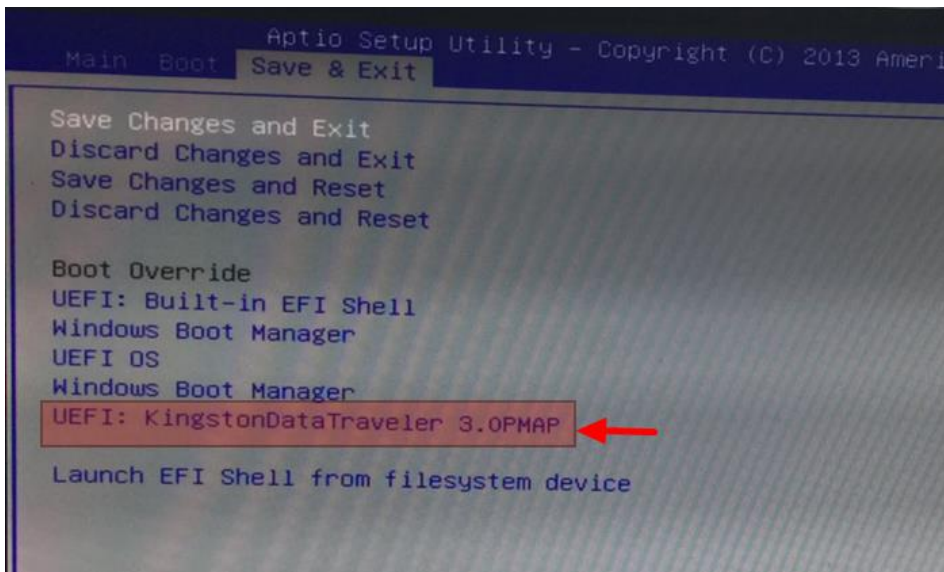 Aptio Setup Utility - Copyright (C) 2013 Ameri
Main Boot Save & Exit
Save Changes and Exit
Discard Changes and Exit
Save Changes and Reset
Discard Changes and Reset
Boot Override
UEFI: Built-in EFI Shell
Windows Boot Manager
UEFI OS
Windows Boot Manager
UEFI: KingstonDataTraveler 3.0PMAP
Launch EFI Shell from filesystem device